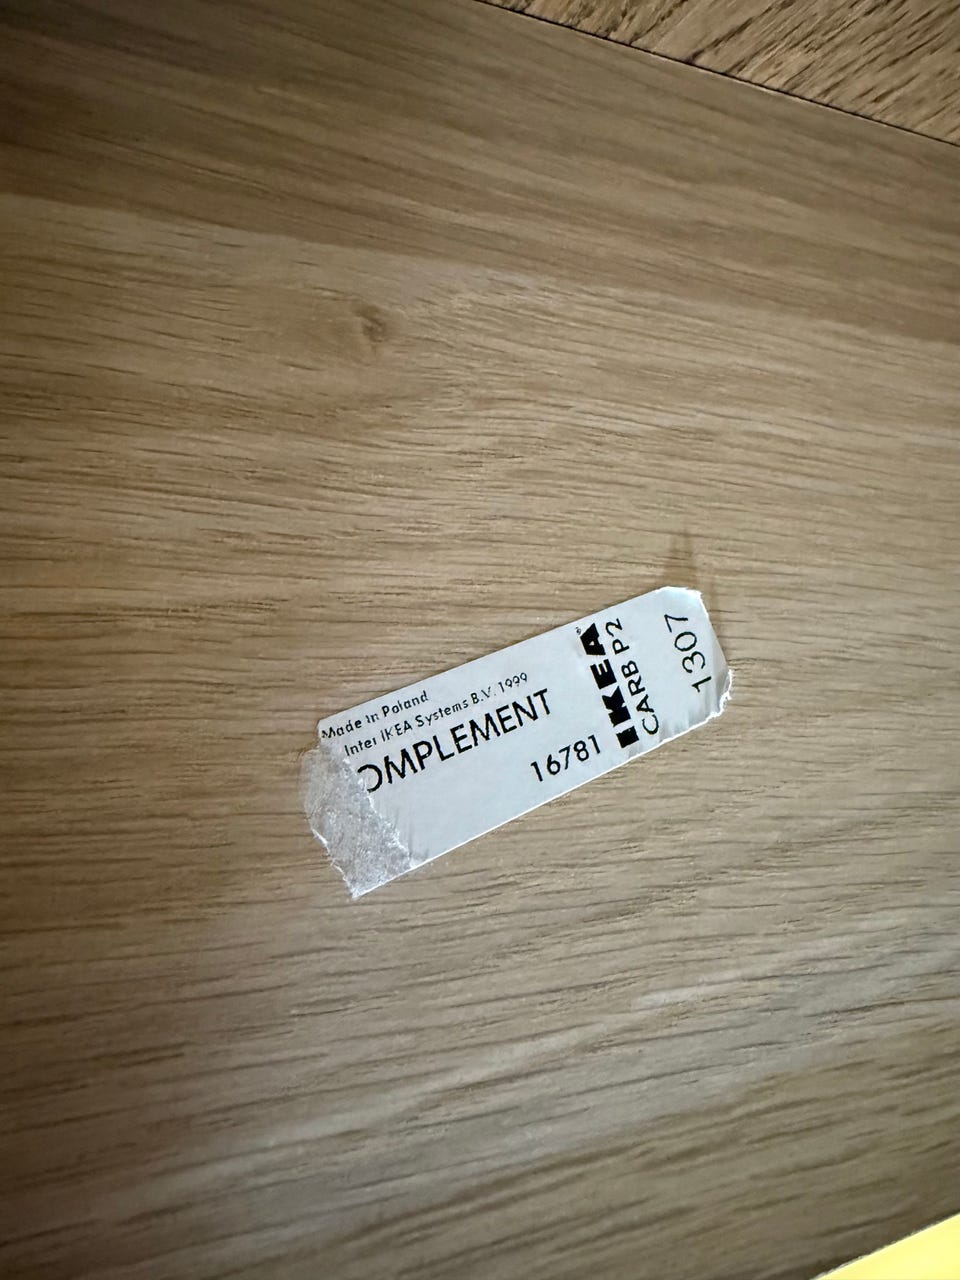 Made in Poland
Inter IKEA Systems B.V. 1999
OMPLEMENT
16781
IKEA®
CARB P2
1307